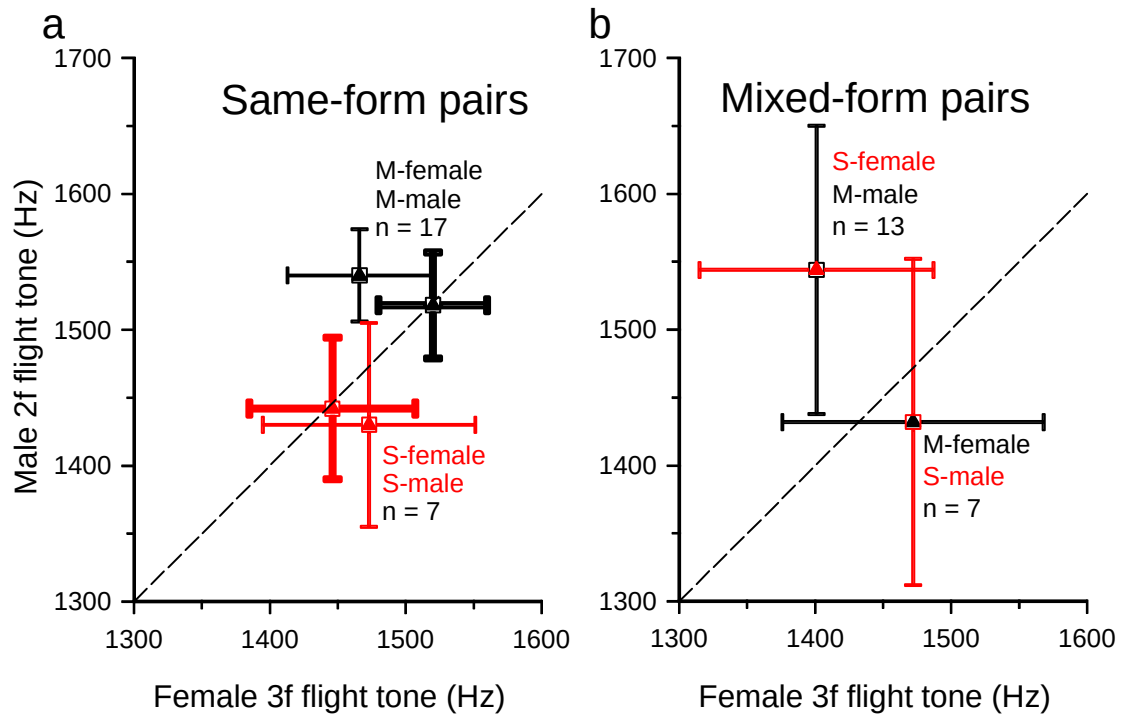 a
Same-form pairs
M-female
M-male
n = 17
S-female
S-male
n = 7
Male 2f flight tone (Hz)
1700
1600
1500
1400
1300
1300 1400 1500 1600
Female 3f flight tone (Hz)
b
Mixed-form pairs
S-female
M-male
n = 13
M-female
S-male
n = 7
1700
1600
1500
1400
1300
1300 1400 1500 1600
Female 3f flight tone (Hz)